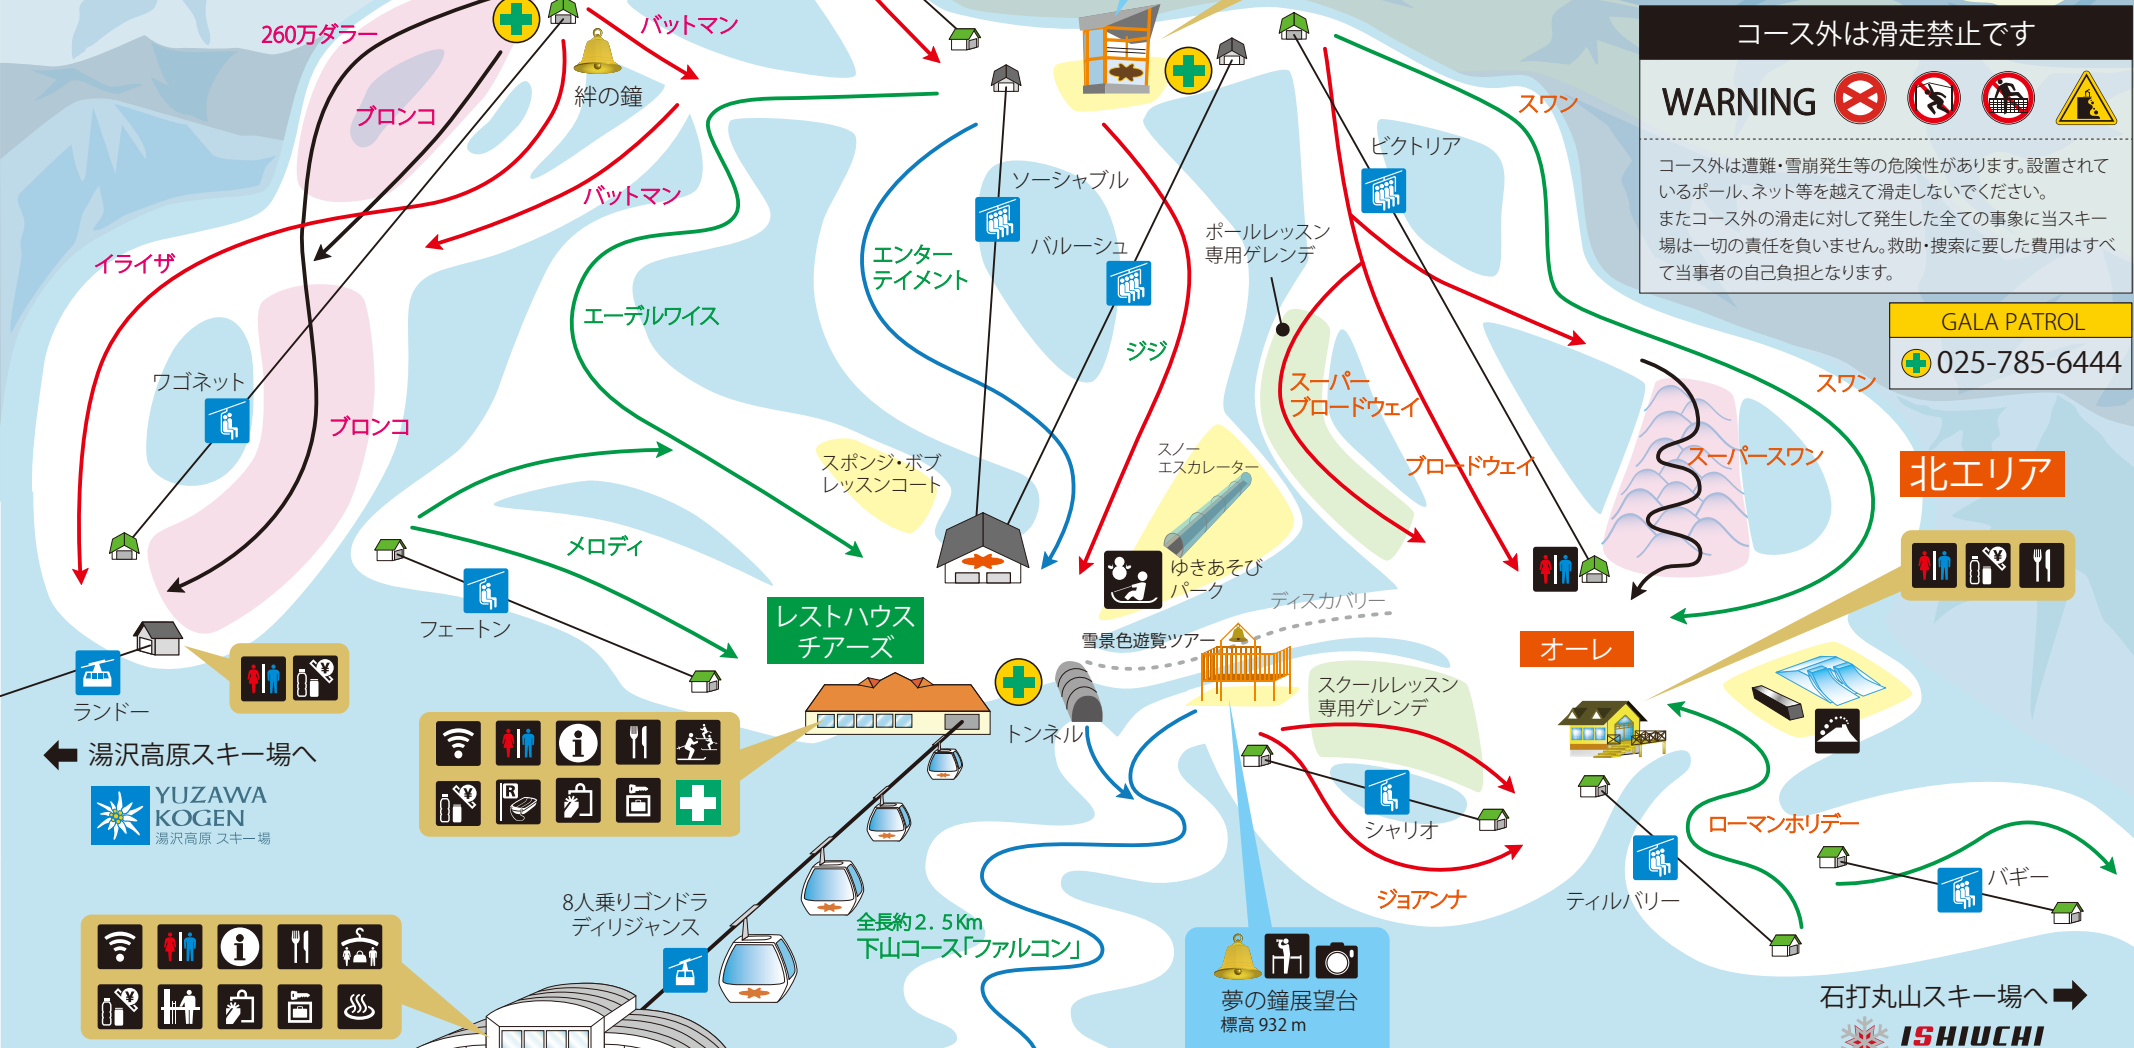 260万ダラー
バットマン
絆の鐘
ブロンコ
バットマン
イライザ
ワゴネット
ブロンコ
エーデルワイス
エンター
テイメント
ソーシャブル
バルーシュ
ジジ
ポールレッスン
専用ゲレンデ
ビクトリア
スワン
コース外は滑走禁止です
WARNING
コース外は遭難・雪崩発生等の危険性があります。設置されて
いるポール、ネット等を越えて滑走しないでください。
またコース外の滑走に対して発生した全ての事象に当スキー
場は一切の責任を負いません。救助・捜索に要した費用はすべ
て当事者の自己負担となります。
GALA PATROL
025-785-6444
スワン
スーパー
ブロードウェイ
ブロードウェイ
スーパースワン
北エリア
スポンジ・ボブ
レッスンコート
スノー
エスカレーター
ゆきあそび
パーク
メロディ
フェートン
レストハウス
チアーズ
ディスカバリー
雪景色遊覧ツアー
トンネル
オーレ
スクールレッスン
専用ゲレンデ
シャリオ
ジョアンナ
ティルバリー
ローマンホリデー
バギー
ランドー
湯沢高原スキー場へ
YUZAWA
KOGEN
湯沢高原 スキー場
8人乗りゴンドラ
ディリジャンス
全長約2.5Km
下山コース「ファルコン」
夢の鐘展望台
標高 932 m
石打丸山スキー場へ
ISHIUCHI
i
¥
R
i
¥
¥
¥